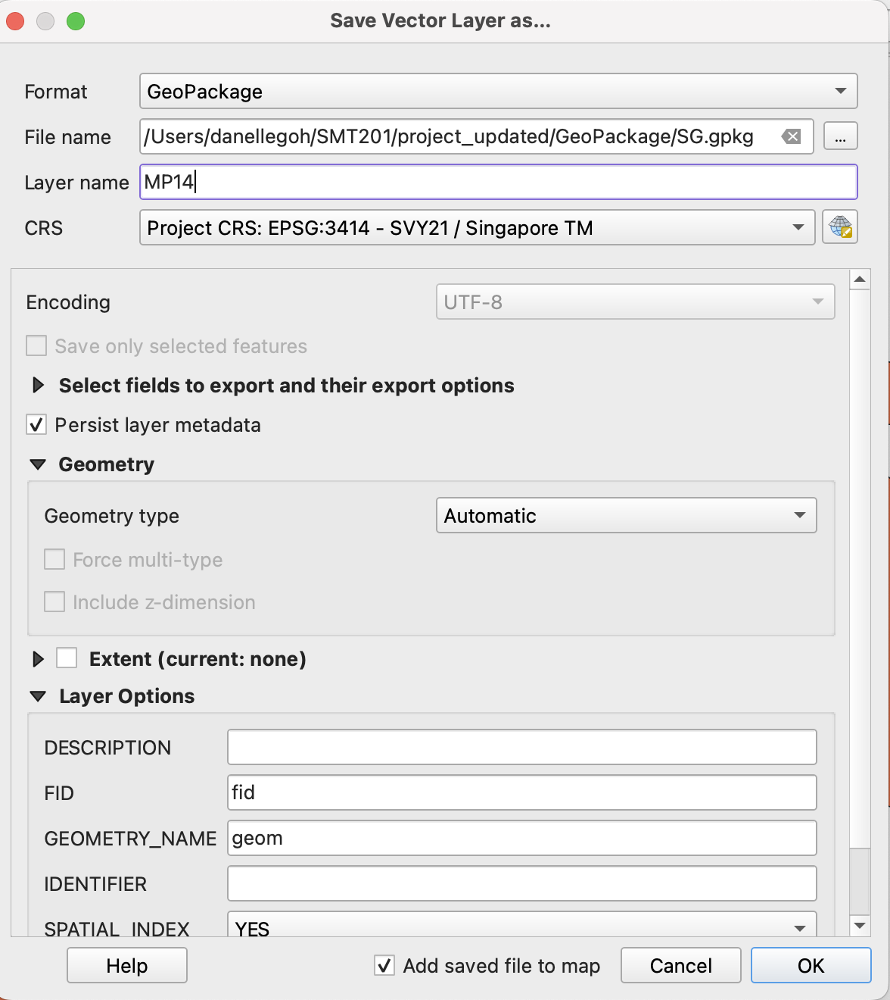 Save Vector Layer as...
Format GeoPackage
File name /Users/danellegoh/SMT201/project_updated/GeoPackage/SG.gpkg ...
Layer name MP14
CRS Project CRS: EPSG:3414 - SVY21 / Singapore TM
Encoding UTF-8
Save only selected features
Select fields to export and their export options
Persist layer metadata
Geometry
Geometry type Automatic
Force multi-type
Include z-dimension
Extent (current: none)
Layer Options
DESCRIPTION
FID fid
GEOMETRY_NAME geom
IDENTIFIER
SPATIAL_INDEX YES
Help Add saved file to map Cancel OK